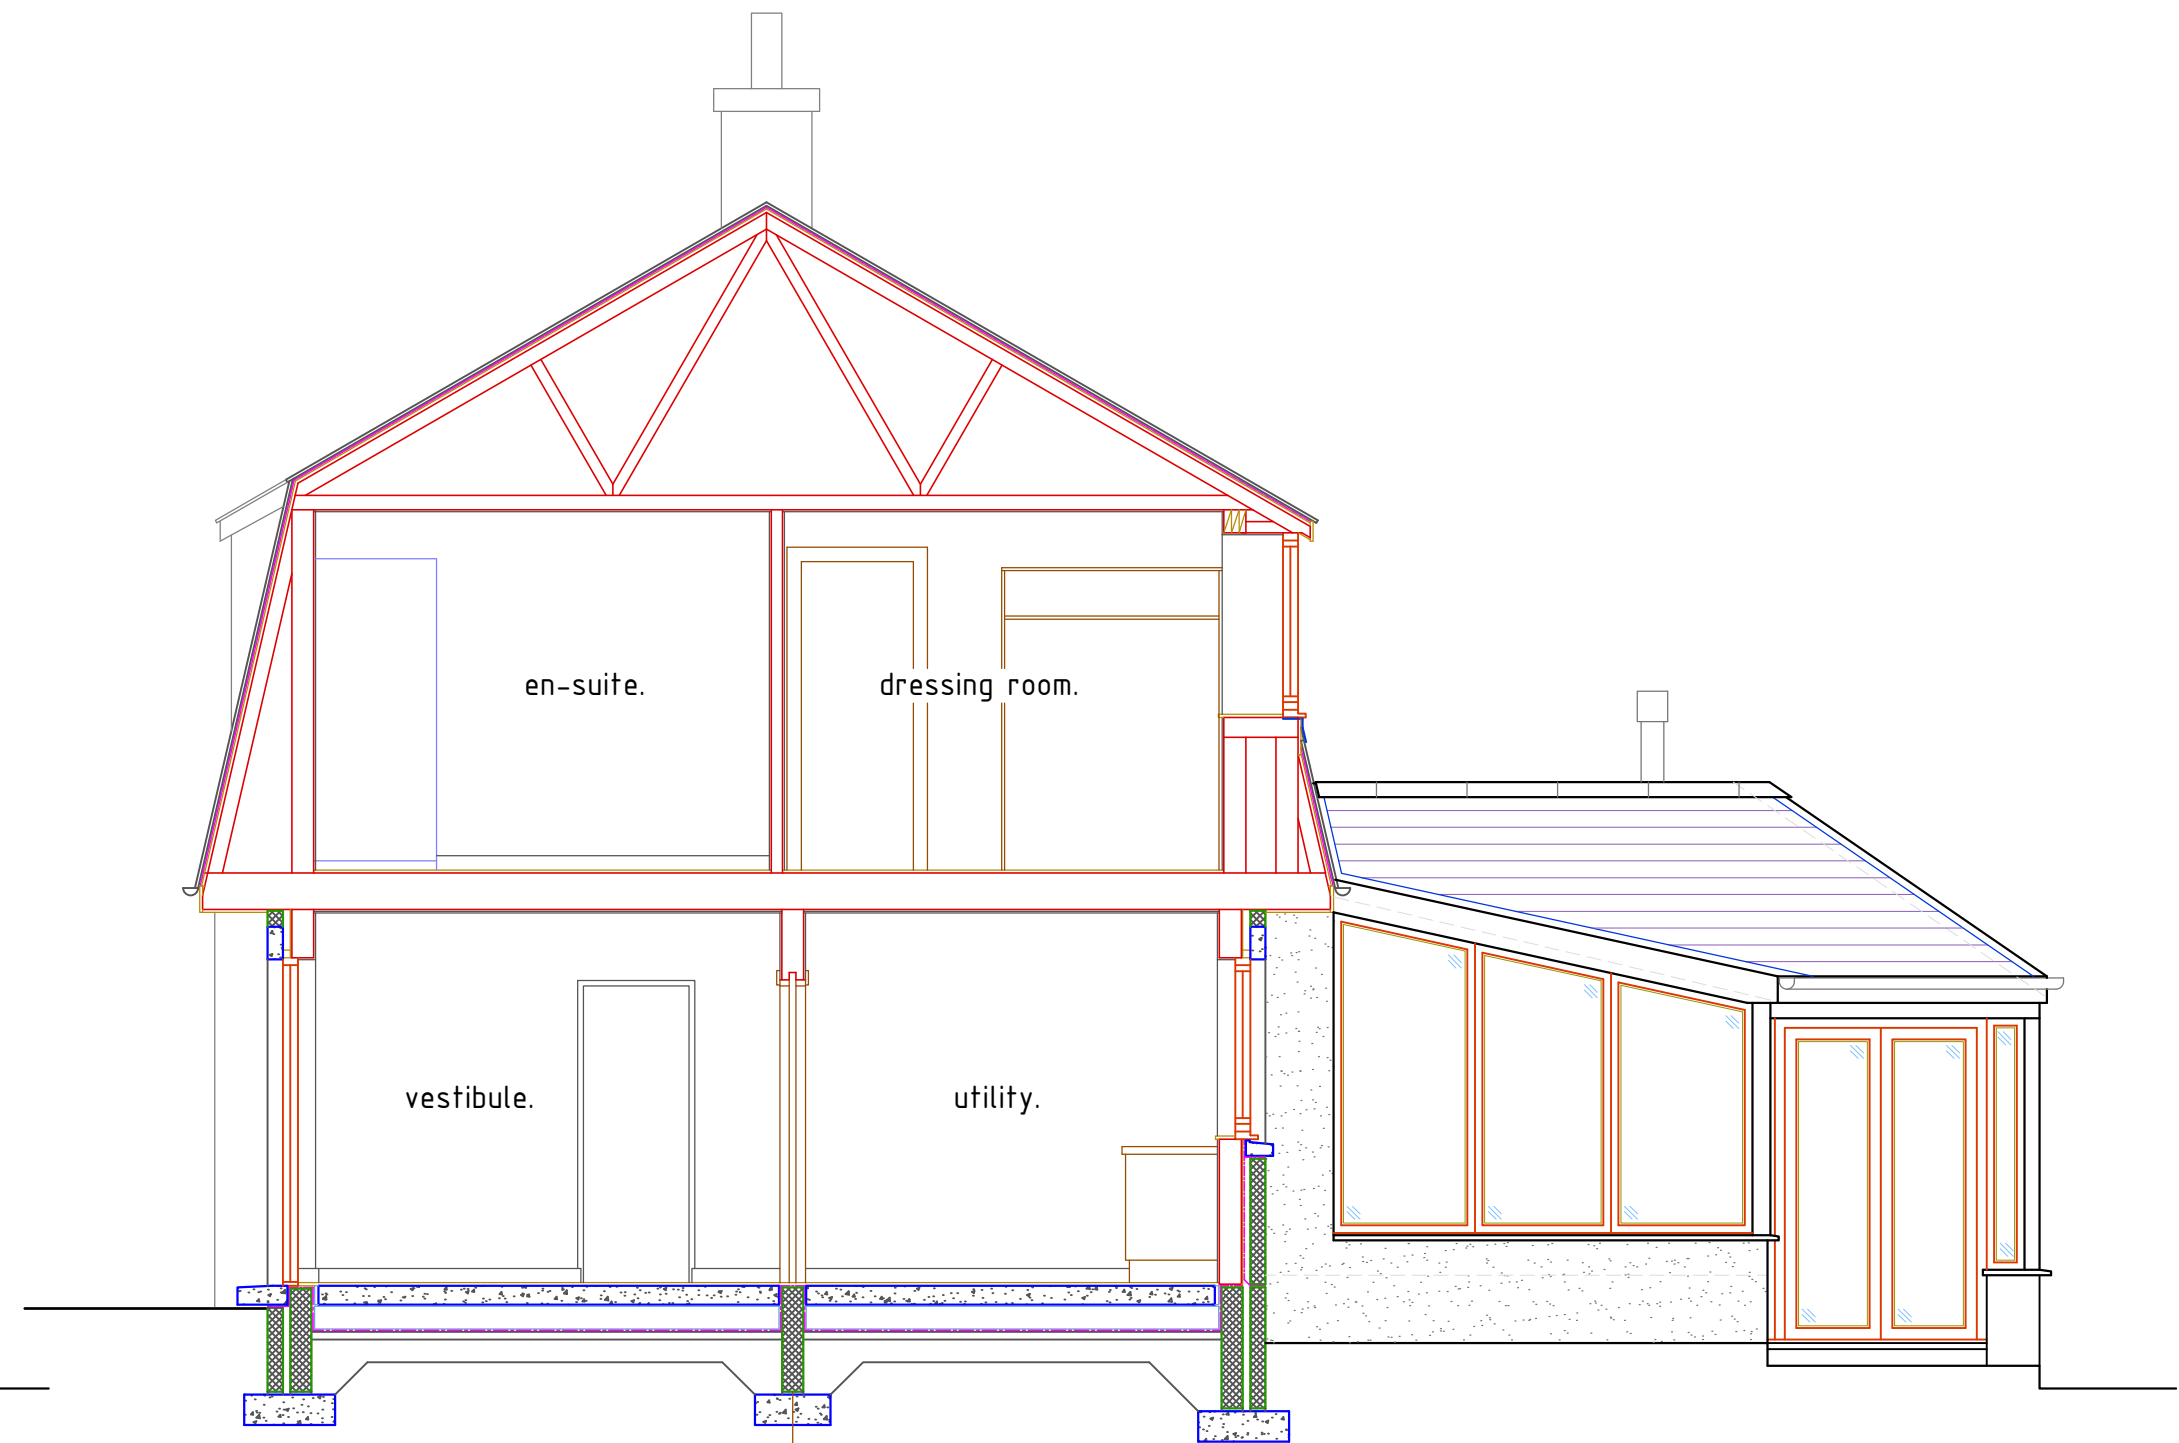 en-suite.
dressing room.
vestibule.
utility.